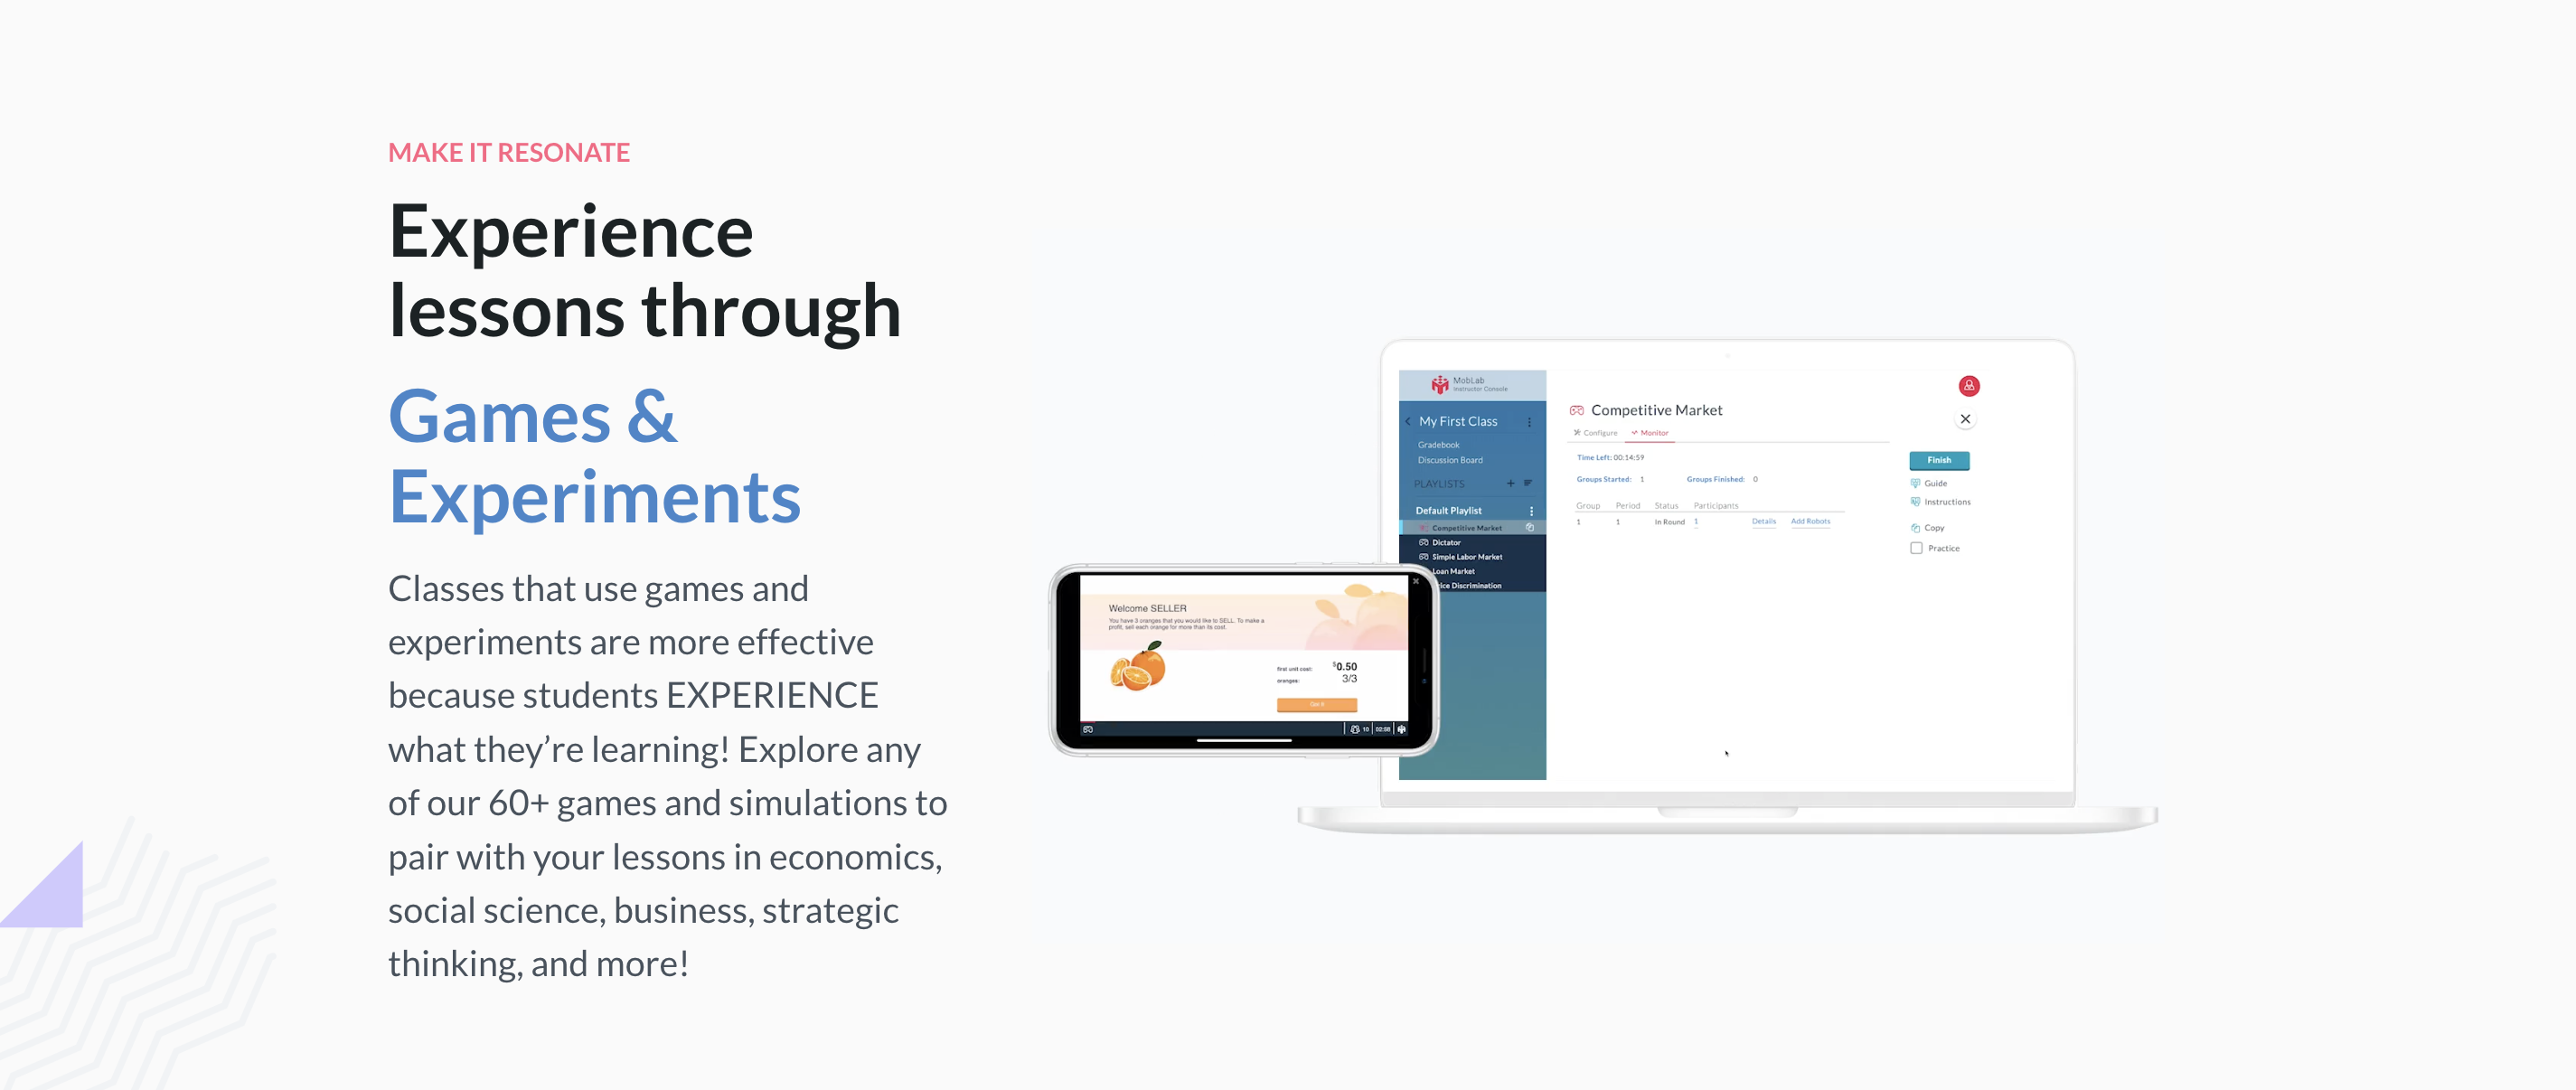 MAKE IT RESONATE
Experience
lessons through
Games &
Experiments
Classes that use games and
experiments are more effective
because students EXPERIENCE
what they’re learning! Explore any
of our 60+ games and simulations to
pair with your lessons in economics,
social science, business, strategic
thinking, and more!
Welcome SELLER
You have 3 oranges that you would like to SELL. To make a
profit, sell each orange for more than its cost.
first unit cost: $0.50
oranges: 3/3
Got it
10 02:58
MobLab
Instructor Console
My First Class
Gradebook
Discussion Board
PLAYLISTS
Default Playlist
Competitive Market
Dictator
Simple Labor Market
Loan Market
ice Discrimination
Competitive Market
Configure Monitor
Time Left: 00:14:59
Groups Started: 1 Groups Finished: 0
Group Period Status Participants
1 1 In Round 1 Details Add Robots
Finish
Guide
Instructions
Copy
Practice